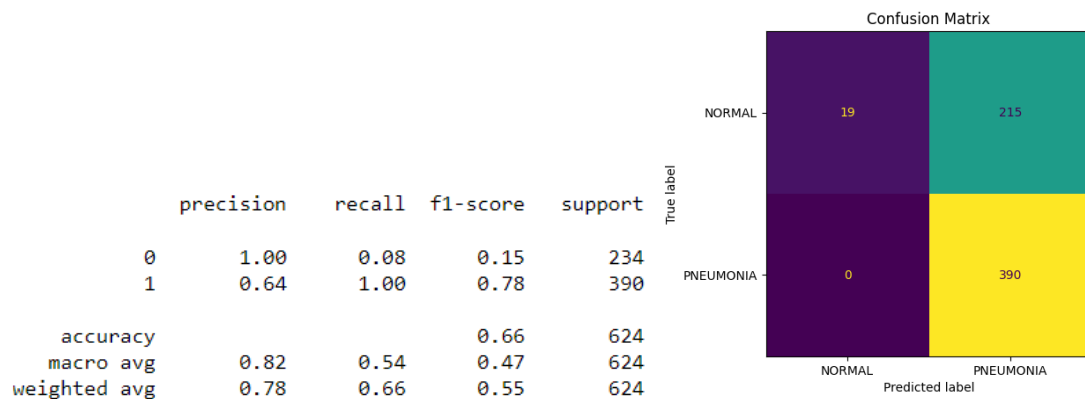 precision recall f1-score support
0 1.00 0.08 0.15 234
1 0.64 1.00 0.78 390
accuracy 0.66 624
macro avg 0.82 0.54 0.47 624
weighted avg 0.78 0.66 0.55 624
Confusion Matrix
True label
NORMAL 19 215
PNEUMONIA 0 390
NORMAL PNEUMONIA
Predicted label